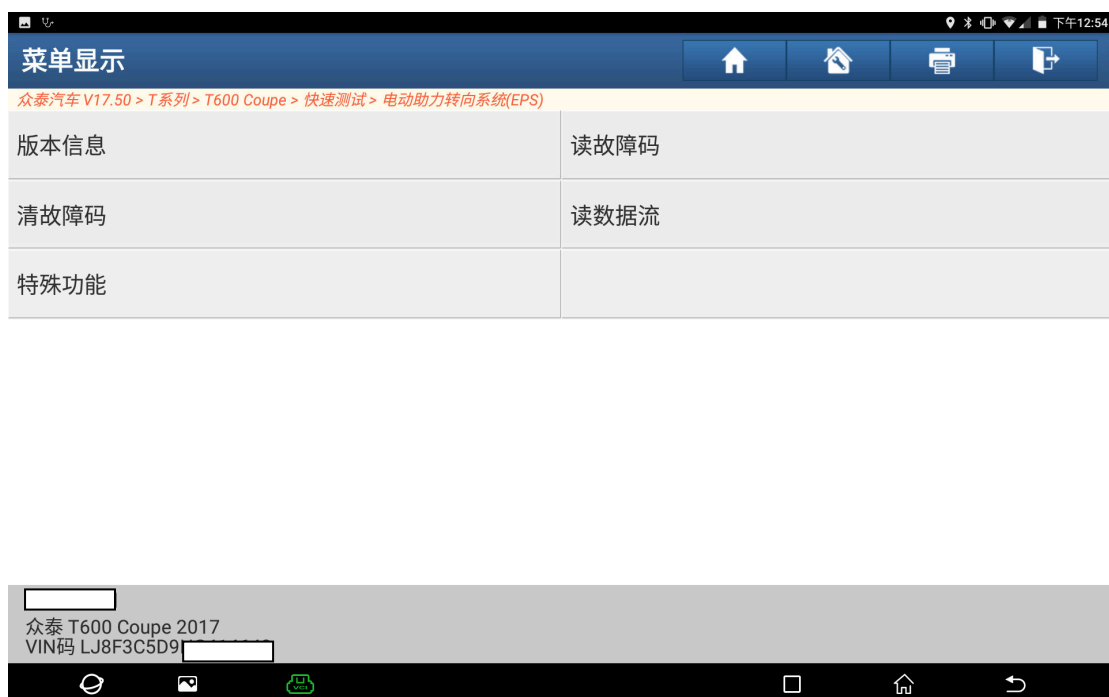 下午12:54
菜单显示
众泰汽车 V17.50 > T系列 > T600 Coupe > 快速测试 > 电动助力转向系统(EPS)
版本信息
读故障码
清故障码
读数据流
特殊功能
众泰 T600 Coupe 2017
VIN码 LJ8F3C5D9
VCI